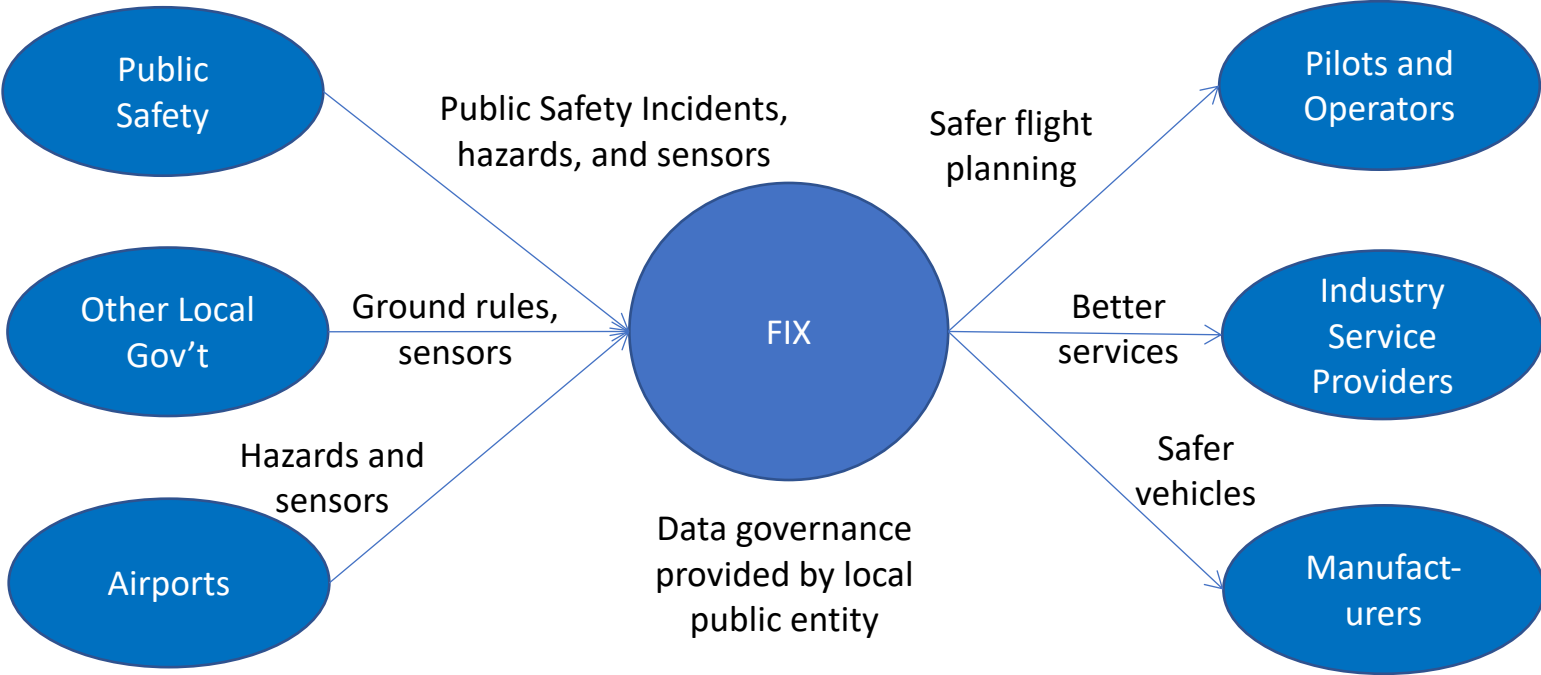 Public
Safety
Public Safety Incidents,
hazards, and sensors
Safer flight
planning
Pilots and
Operators
Other Local
Gov’t
Ground rules,
sensors
FIX
Better
services
Industry
Service
Providers
Hazards and
sensors
Airports
Data governance
provided by local
public entity
Safer
vehicles
Manufact-
urers